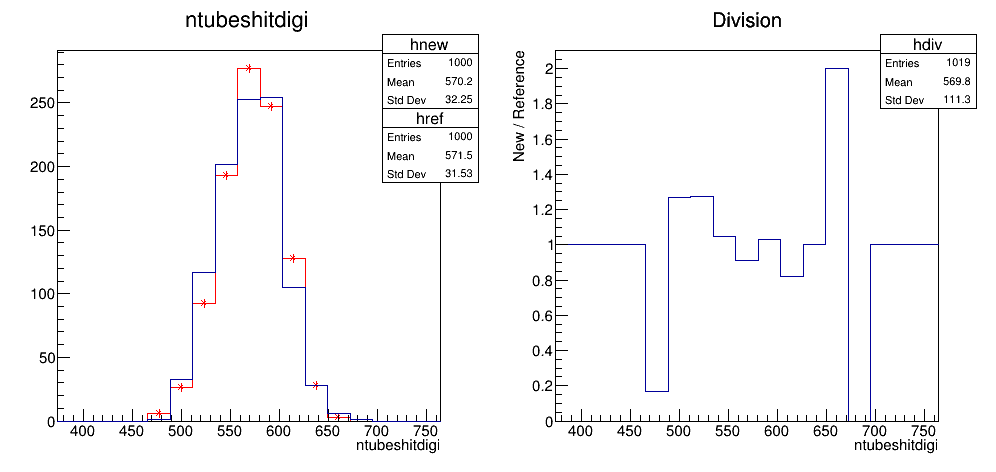 ntubeshitdigi
hnew
Entries 1000
Mean 570.2
Std Dev 32.25
href
Entries 1000
Mean 571.5
Std Dev 31.53
250
200
150
100
50
0
400 450 500 550 600 650 700 750
ntubeshitdigi
Division
hdiv
Entries 1019
Mean 569.8
Std Dev 111.3
New / Reference
2
1.8
1.6
1.4
1.2
1
0.8
0.6
0.4
0.2
0
400 450 500 550 600 650 700 750
ntubeshitdigi